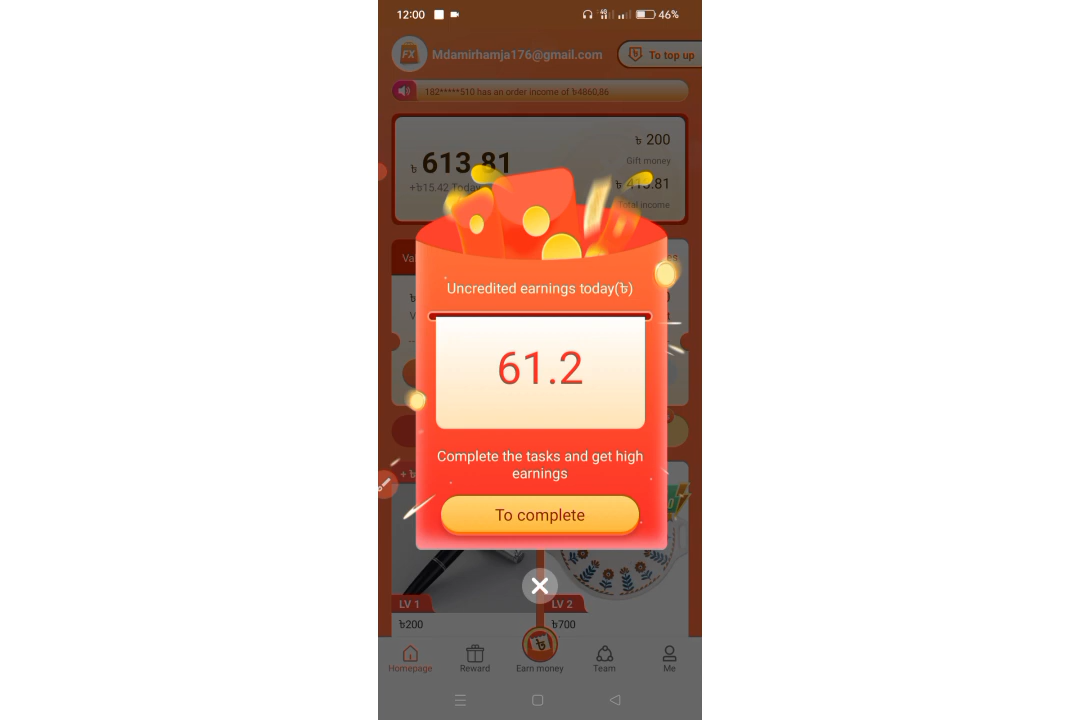 12:00
46%
FX
Mdamirhamja176@gmail.com
To top up
182*****510 has an order income of ৳4860.86
৳ 613.81
৳ 200
Gift money
+৳15.42 Today
Total income
Uncredited earnings today(৳)
61.2
Complete the tasks and get high
earnings
To complete
LV 1
LV 2
৳200
৳700
Homepage
Reward
Earn money
Team
Me